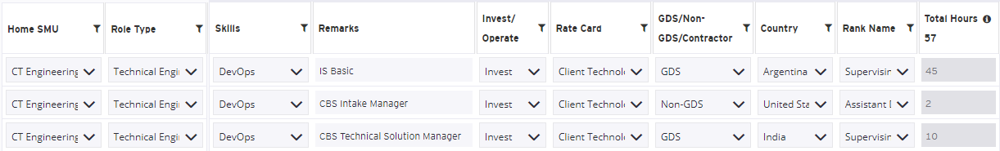 Home SMU Role Type Skills Remarks Invest/ Operate Rate Card GDS/Non- GDS/Contractor Country Rank Name Total Hours 57
CT Engineering Technical Engi DevOps IS Basic Invest Client Technol GDS Argentina Supervisin 45
CT Engineering Technical Engi DevOps CBS Intake Manager Invest Client Technol Non-GDS United Sta Assistant 2
CT Engineering Technical Engi DevOps CBS Technical Solution Manager Invest Client Technol GDS India Supervisin 10